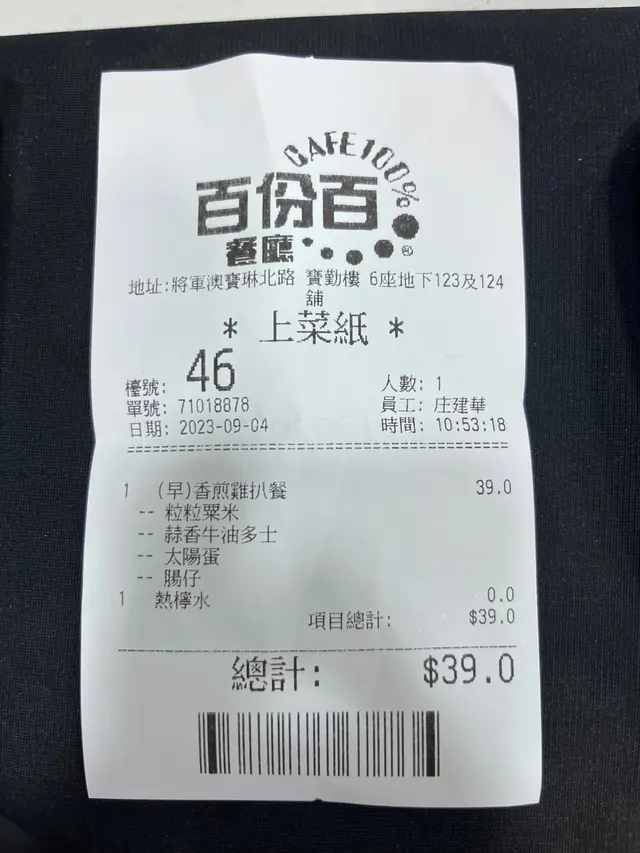 CAFE100%
百份百
餐廳 ®
地址:將軍澳寶琳北路 寶勤樓 6座地下123及124
舖
* 上菜紙 *
檯號: 46 人數: 1
單號: 71018878 員工: 庄建華
日期: 2023-09-04 時間: 10:53:18
1 (早)香煎雞扒餐 39.0
-- 粒粒粟米
-- 蒜香牛油多士
-- 太陽蛋
-- 腸仔
1 熱檸水 0.0
項目總計: $39.0
總計: $39.0